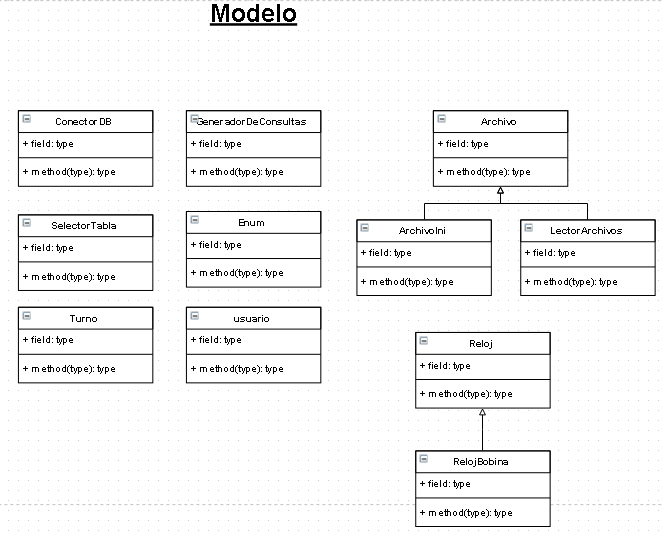 Modelo
ConectorDB
+ field: type
+ method(type): type
GeneradorDeConsultas
+ field: type
+ method(type): type
Archivo
+ field: type
+ method(type): type
SelectorTabla
+ field: type
+ method(type): type
Enum
+ field: type
+ method(type): type
ArchivoIni
+ field: type
+ method(type): type
LectorArchivos
+ field: type
+ method(type): type
Turno
+ field: type
+ method(type): type
usuario
+ field: type
+ method(type): type
Reloj
+ field: type
+ method(type): type
RelojBobina
+ field: type
+ method(type): type